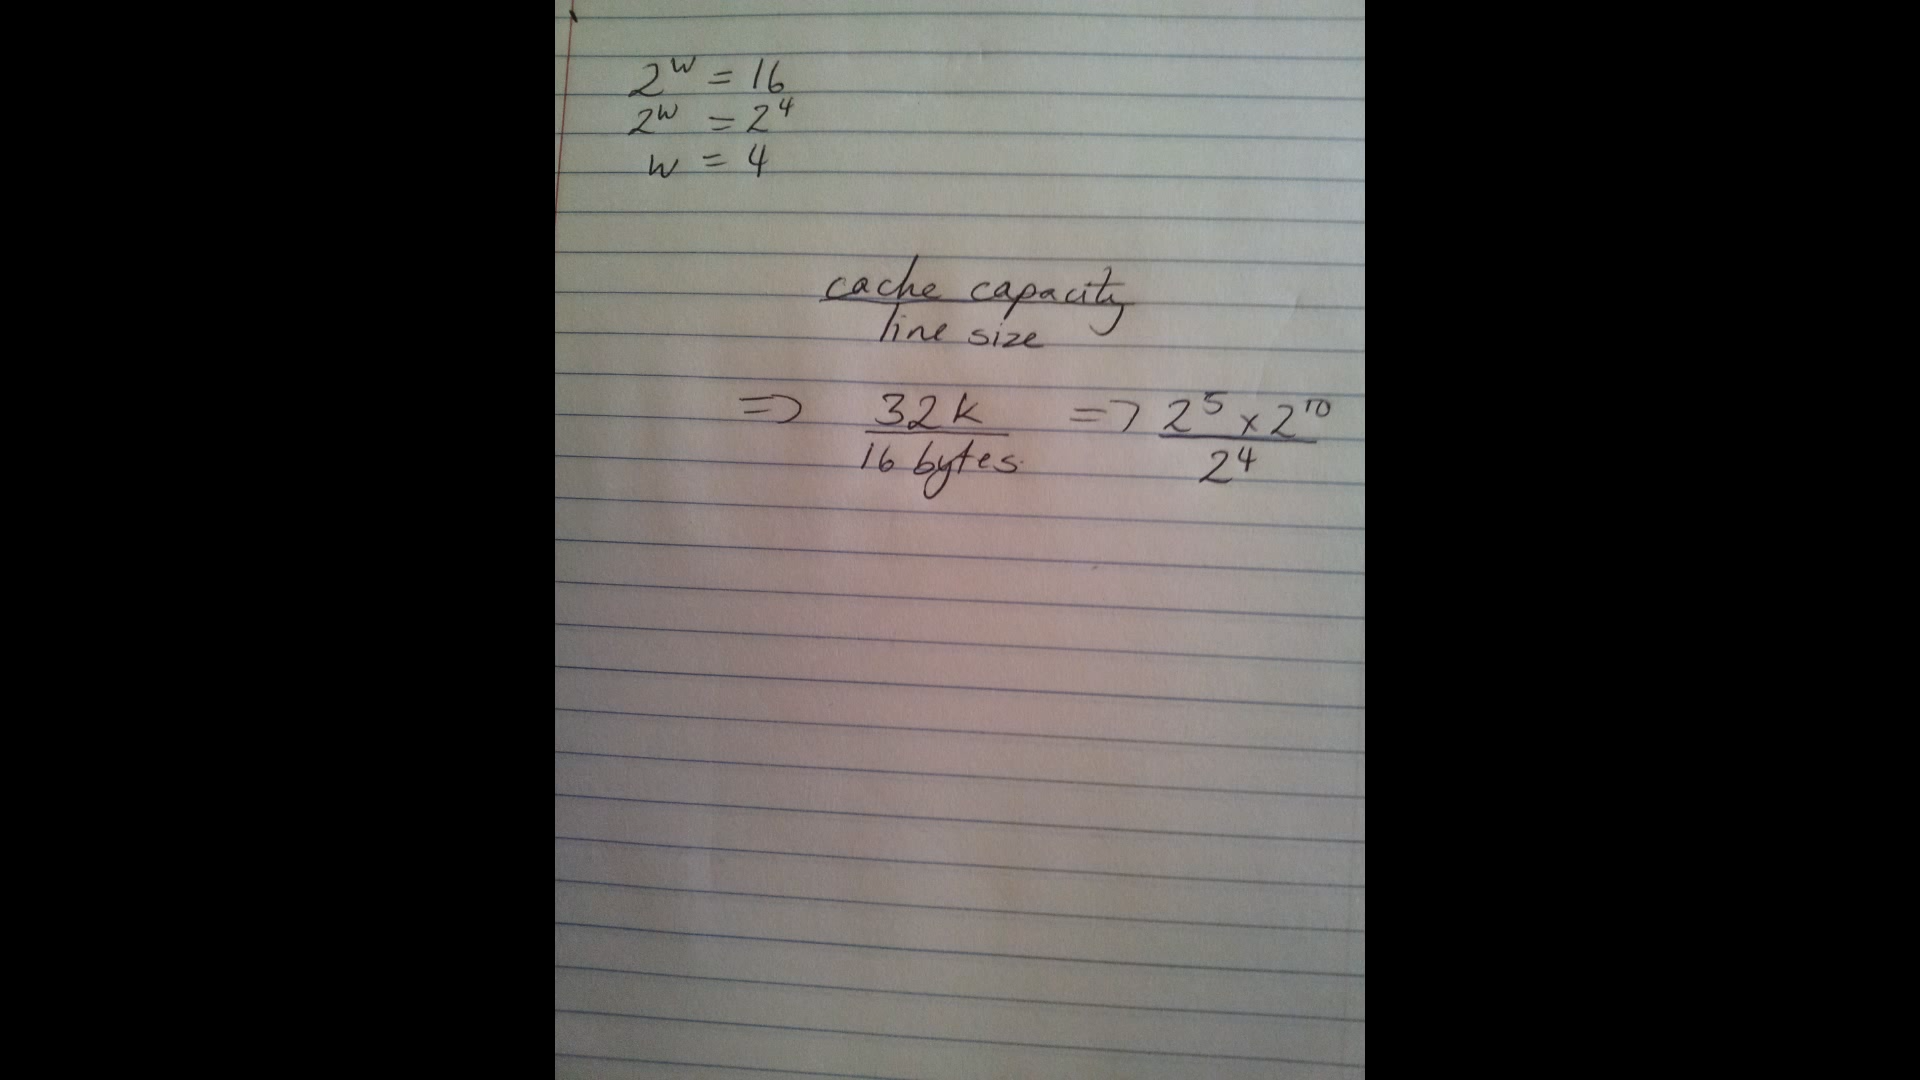 2^w = 16
2^w = 2^4
w = 4
cache capacity
line size
=> 32k => 2^5 x 2^10
16 bytes. 2^4